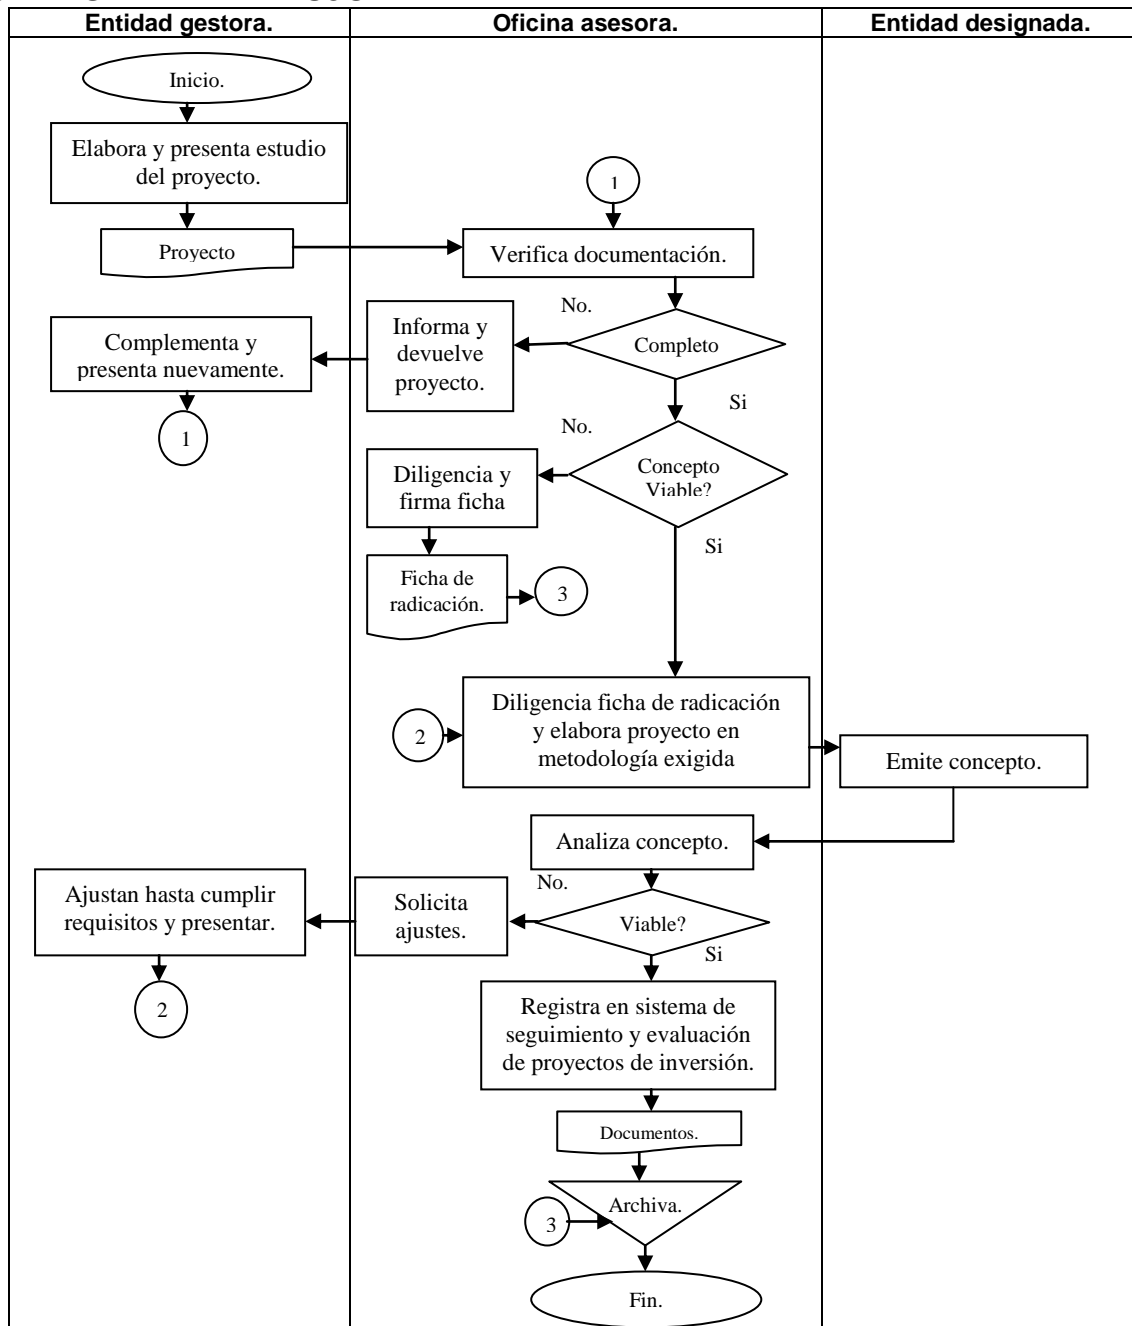 Entidad gestora.
Oficina asesora.
Entidad designada.
Inicio.
Elabora y presenta estudio
del proyecto.
1
Proyecto
Verifica documentación.
No.
Informa y
devuelve
proyecto.
Completo
Complementa y
presenta nuevamente.
Si
1
No.
Concepto
Viable?
Diligencia y
firma ficha
Si
Ficha de
radicación.
3
Diligencia ficha de radicación
y elabora proyecto en
metodología exigida
2
Emite concepto.
Analiza concepto.
No.
Ajustan hasta cumplir
requisitos y presentar.
Solicita
ajustes.
Viable?
Si
2
Registra en sistema de
seguimiento y evaluación
de proyectos de inversión.
Documentos.
Archiva.
3
Fin.